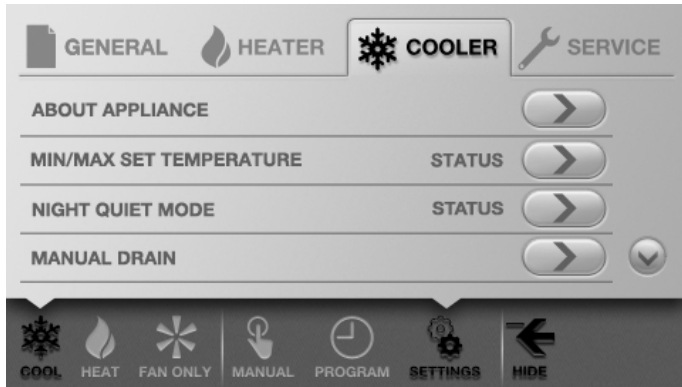 GENERAL HEATER COOLER SERVICE
ABOUT APPLIANCE
MIN/MAX SET TEMPERATURE STATUS
NIGHT QUIET MODE STATUS
MANUAL DRAIN
COOL HEAT FAN ONLY MANUAL PROGRAM SETTINGS HIDE